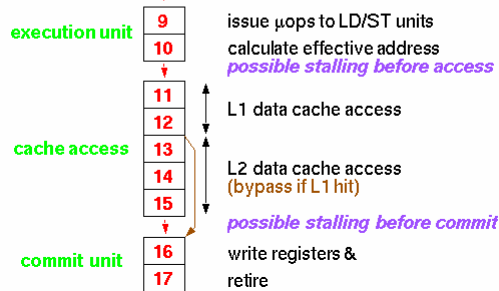 execution unit
9
issue μops to LD/ST units
10
calculate effective address
possible stalling before access
11
L1 data cache access
12
cache access
13
L2 data cache access
14
(bypass if L1 hit)
15
possible stalling before commit
16
write registers &
commit unit
17
retire